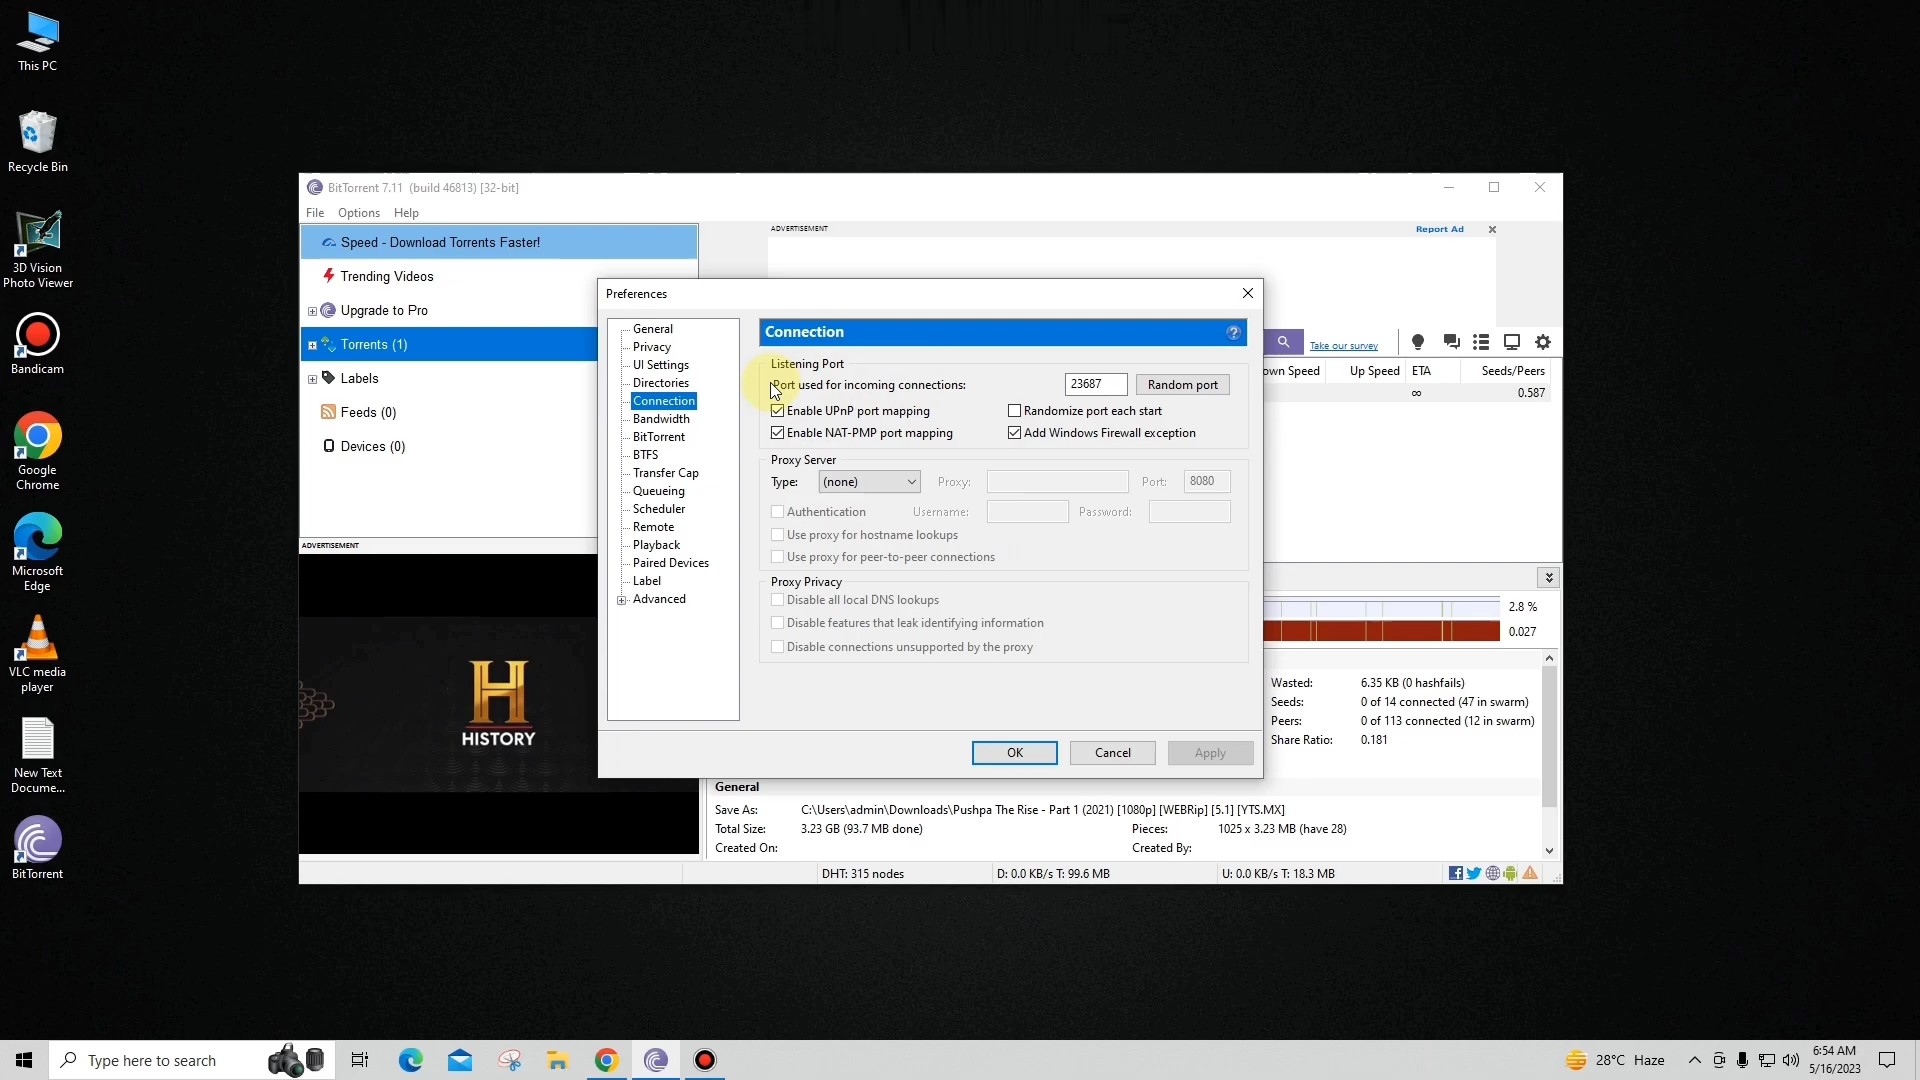 This PC
Recycle Bin
3D Vision
Photo Viewer
Bandicam
Google
Chrome
Microsoft
Edge
VLC media
player
New Text
Docume...
BitTorrent
BitTorrent 7.11 (build 46813) [32-bit]
File Options Help
Speed - Download Torrents Faster!
Trending Videos
Upgrade to Pro
Torrents (1)
Labels
Feeds (0)
Devices (0)
ADVERTISEMENT
HISTORY
ADVERTISEMENT
Report Ad
Take our survey
own Speed Up Speed ETA Seeds/Peers
∞ 0.587
Preferences
General
Privacy
UI Settings
Directories
Connection
Bandwidth
BitTorrent
BTFS
Transfer Cap
Queueing
Scheduler
Remote
Playback
Paired Devices
Label
Advanced
Connection
Listening Port
Port used for incoming connections: 23687 Random port
Enable UPnP port mapping Randomize port each start
Enable NAT-PMP port mapping Add Windows Firewall exception
Proxy Server
Type: (none) Proxy: Port: 8080
Authentication Username: Password:
Use proxy for hostname lookups
Use proxy for peer-to-peer connections
Proxy Privacy
Disable all local DNS lookups
Disable features that leak identifying information
Disable connections unsupported by the proxy
OK Cancel Apply
2.8 %
0.027
Wasted: 6.35 KB (0 hashfails)
Seeds: 0 of 14 connected (47 in swarm)
Peers: 0 of 113 connected (12 in swarm)
Share Ratio: 0.181
General
Save As: C:\Users\admin\Downloads\Pushpa The Rise - Part 1 (2021) [1080p] [WEBRip] [5.1] [YTS.MX]
Total Size: 3.23 GB (93.7 MB done) Pieces: 1025 x 3.23 MB (have 28)
Created On: Created By:
DHT: 315 nodes D: 0.0 KB/s T: 99.6 MB U: 0.0 KB/s T: 18.3 MB
Type here to search
28°C Haze
6:54 AM
5/16/2023